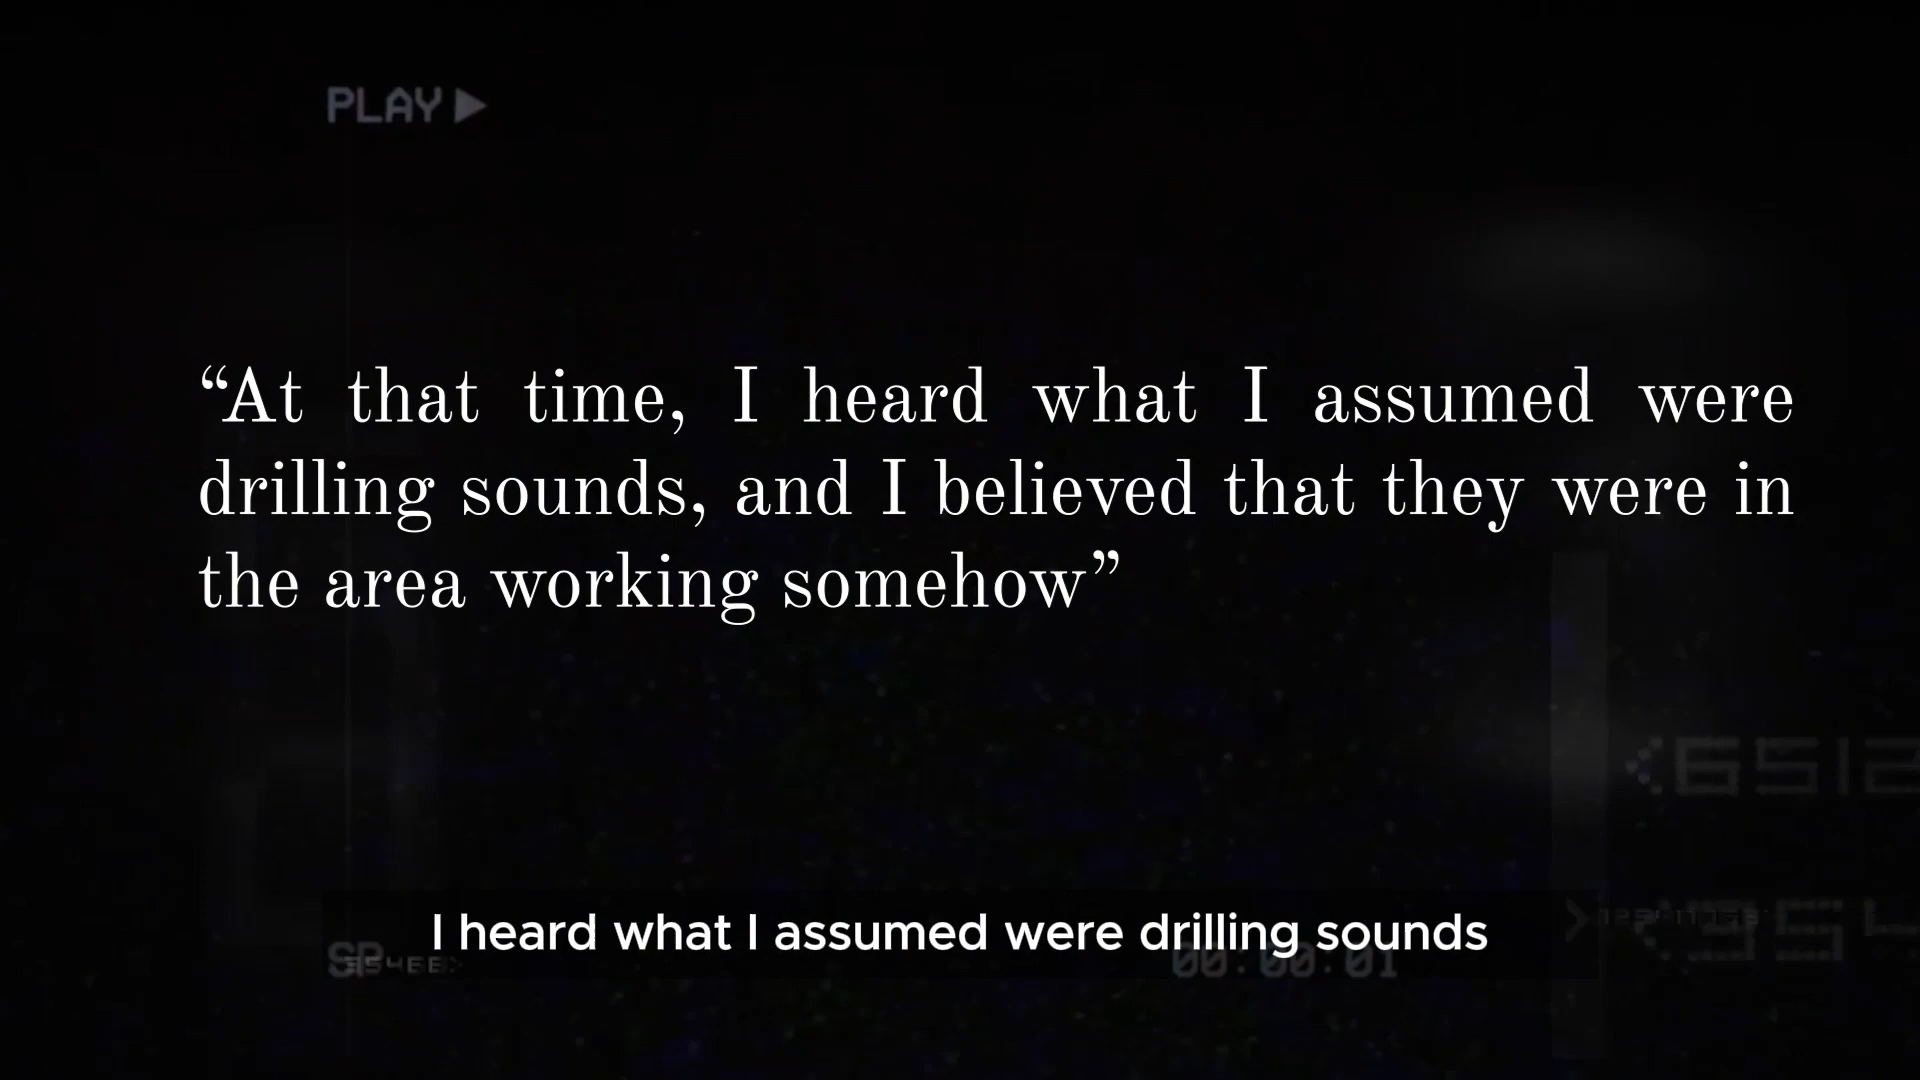 PLAY
“At that time, I heard what I assumed were
drilling sounds, and I believed that they were in
the area working somehow”
<6512
I heard what I assumed were drilling sounds
SP
00:00:01